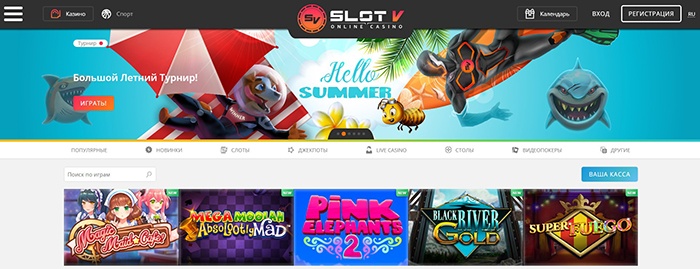 Казино
Спорт
SV
SLOT V
ONLINE CASINO
Календарь
ВХОД
РЕГИСТРАЦИЯ
RU
Турнир
Большой Летний Турнир!
ИГРАТЬ!
WINNER
Hello
SUMMER
ПОПУЛЯРНЫЕ
НОВИНКИ
СЛОТЫ
ДЖЕКПОТЫ
LIVE CASINO
СТОЛЫ
ВИДЕОПОКЕРЫ
ДРУГИЕ
Поиск по играм
ВАША КАССА
NEW
NEW
NEW
NEW
NEW
Magic Maid Cafe
MEGA MOOLAH
ABSOLOOTLY
MAD
PINK
ELEPHANTS
2
BLACK RIVER
GOLD
SUPER FUEGO